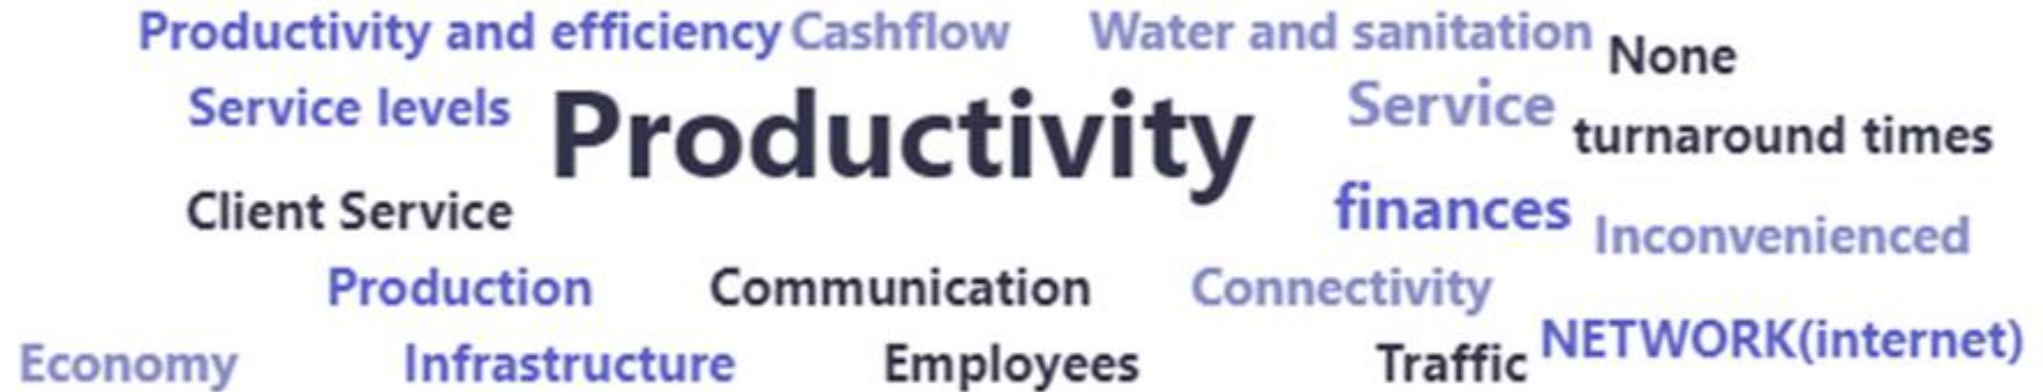 Productivity and efficiency Cashflow Water and sanitation None
Service levels Productivity Service turnaround times
Client Service finances Inconvenienced
Production Communication Connectivity
Economy Infrastructure Employees Traffic NETWORK(internet)